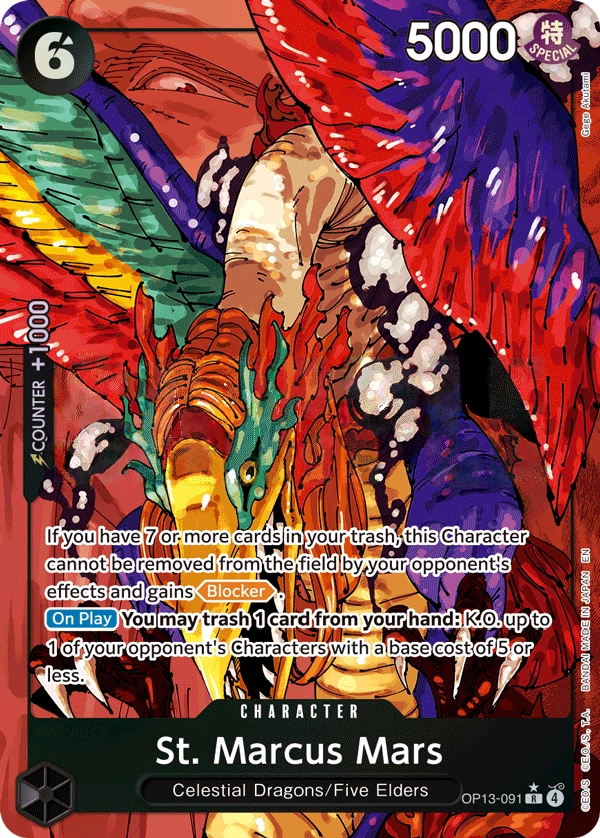 6
5000
特
SPECIAL
Gege Akutami
COUNTER +1000
If you have 7 or more cards in your trash, this Character
cannot be removed from the field by your opponent's
effects and gains Blocker .
On Play You may trash 1 card from your hand: K.O. up to
1 of your opponent's Characters with a base cost of 5 or
less.
CHARACTER
St. Marcus Mars
Celestial Dragons/Five Elders
OP13-091 R 4
©EO/S ©E.O./S., T.A. BANDAI MADE IN JAPAN EN